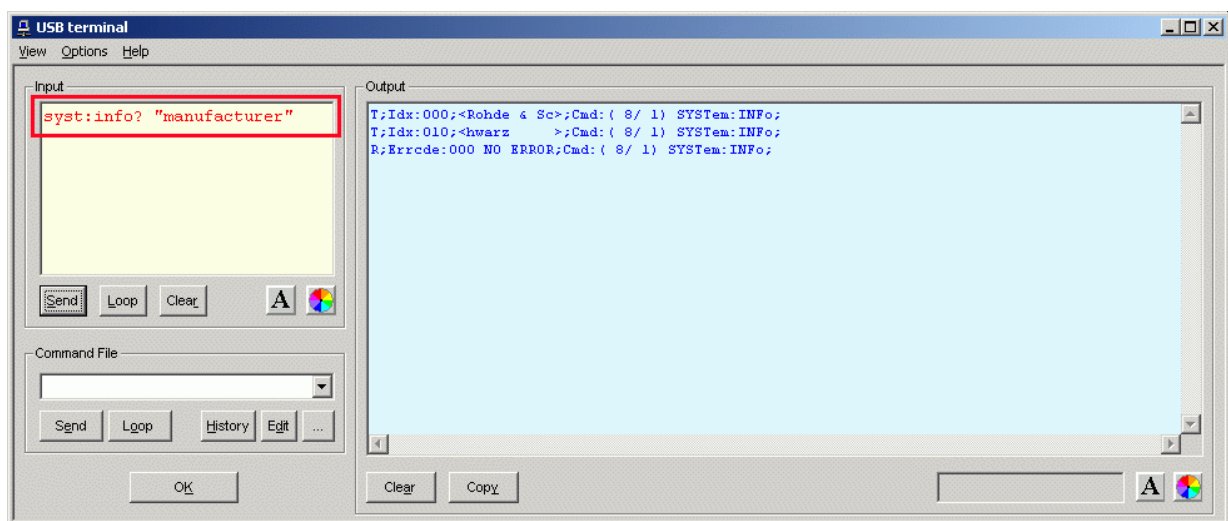 USB terminal
View Options Help
Input
syst:info? "manufacturer"
Send Loop Clear A
Command File
Send Loop History Edit ...
OK
Output
T;Idx:000;<Rohde & Sc>;Cmd:( 8/ 1) SYSTem:INFo;
T;Idx:010;<hwarz     >;Cmd:( 8/ 1) SYSTem:INFo;
R;Errcde:000 NO ERROR;Cmd:( 8/ 1) SYSTem:INFo;
Clear Copy A